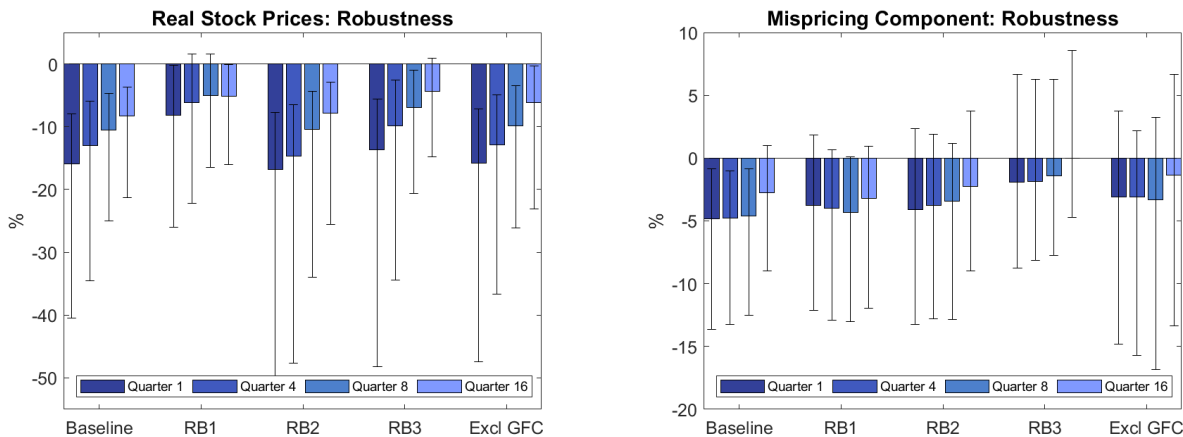 Real Stock Prices: Robustness
0
-10
-20
-30
-40
-50
%
Quarter 1 Quarter 4 Quarter 8 Quarter 16
Baseline RB1 RB2 RB3 Excl GFC
Mispricing Component: Robustness
10
5
0
-5
-10
-15
-20
%
Quarter 1 Quarter 4 Quarter 8 Quarter 16
Baseline RB1 RB2 RB3 Excl GFC